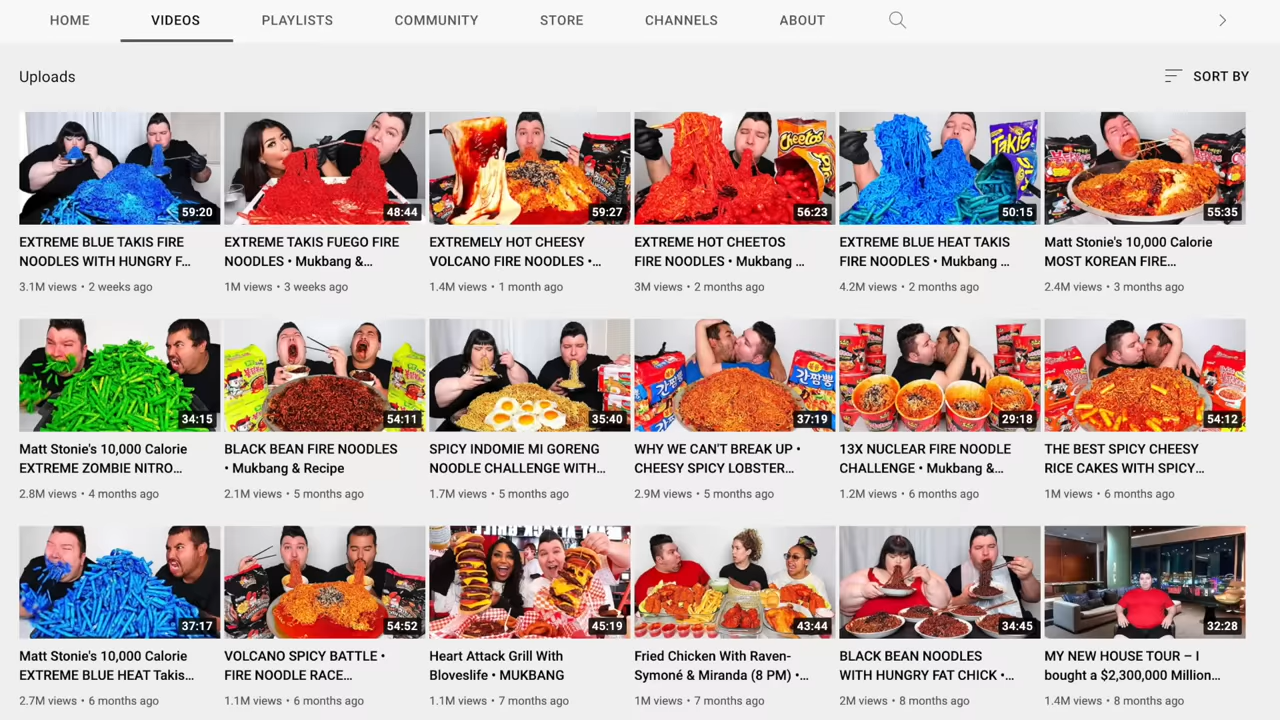 HOME VIDEOS PLAYLISTS COMMUNITY STORE CHANNELS ABOUT
Uploads
SORT BY
Cheetos
TAKIS
59:20 48:44 59:27 56:23 50:15 55:35
EXTREME BLUE TAKIS FIRE
NOODLES WITH HUNGRY F...
3.1M views • 2 weeks ago
EXTREME TAKIS FUEGO FIRE
NOODLES • Mukbang &...
1M views • 3 weeks ago
EXTREMELY HOT CHEESY
VOLCANO FIRE NOODLES •...
1.4M views • 1 month ago
EXTREME HOT CHEETOS
FIRE NOODLES • Mukbang ...
3M views • 2 months ago
EXTREME BLUE HEAT TAKIS
FIRE NOODLES • Mukbang ...
4.2M views • 2 months ago
Matt Stonie's 10,000 Calorie
MOST KOREAN FIRE...
2.4M views • 3 months ago
간짬뽕
34:15 54:11 35:40 37:19 29:18 54:12
Matt Stonie's 10,000 Calorie
EXTREME ZOMBIE NITRO...
2.8M views • 4 months ago
BLACK BEAN FIRE NOODLES
• Mukbang & Recipe
2.1M views • 5 months ago
SPICY INDOMIE MI GORENG
NOODLE CHALLENGE WITH...
1.7M views • 5 months ago
WHY WE CAN'T BREAK UP •
CHEESY SPICY LOBSTER...
2.9M views • 5 months ago
13X NUCLEAR FIRE NOODLE
CHALLENGE • Mukbang &...
1.2M views • 6 months ago
THE BEST SPICY CHEESY
RICE CAKES WITH SPICY...
1M views • 6 months ago
37:17 54:52 45:19 43:44 34:45 32:28
Matt Stonie's 10,000 Calorie
EXTREME BLUE HEAT Takis...
2.7M views • 6 months ago
VOLCANO SPICY BATTLE •
FIRE NOODLE RACE...
1.1M views • 6 months ago
Heart Attack Grill With
Bloveslife • MUKBANG
1.1M views • 7 months ago
Fried Chicken With Raven-
Symoné & Miranda (8 PM) •...
1M views • 7 months ago
BLACK BEAN NOODLES
WITH HUNGRY FAT CHICK •...
2M views • 8 months ago
MY NEW HOUSE TOUR – I
bought a $2,300,000 Million...
1.4M views • 8 months ago